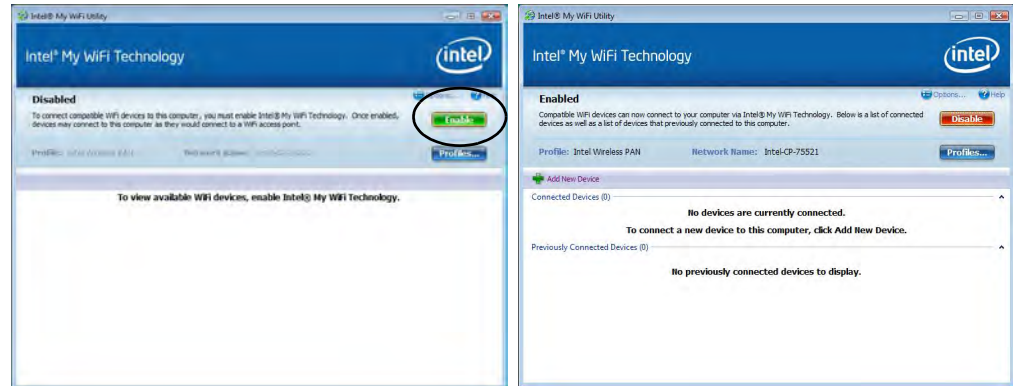 Intel® My WiFi Utility
Intel® My WiFi Technology
intel
Disabled
To connect compatible WiFi devices to this computer, you must enable Intel® My WiFi Technology. Once enabled,
devices may connect to this computer as they would connect to a WiFi access point.
Enable
Profile:
Profiles...
To view available WiFi devices, enable Intel® My WiFi Technology.
Intel® My WiFi Utility
Intel® My WiFi Technology
intel
Options... Help
Enabled
Compatible WiFi devices can now connect to your computer via Intel® My WiFi Technology. Below is a list of connected
devices as well as a list of devices that previously connected to this computer.
Disable
Profile: Intel Wireless PAN Network Name: Intel-CP-75521
Profiles...
Add New Device
Connected Devices (0)
No devices are currently connected.
To connect a new device to this computer, click Add New Device.
Previously Connected Devices (0)
No previously connected devices to display.